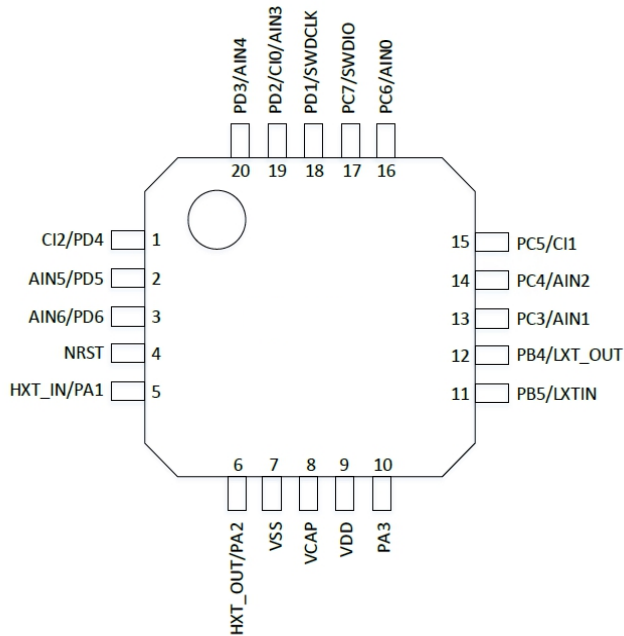 PD3/AIN4
PD2/CI0/AIN3
PD1/SWDCLK
PC7/SWDIO
PC6/AIN0
20 19 18 17 16
CI2/PD4 1
AIN5/PD5 2
AIN6/PD6 3
NRST 4
HXT_IN/PA1 5
15 PC5/CI1
14 PC4/AIN2
13 PC3/AIN1
12 PB4/LXT_OUT
11 PB5/LXTIN
6 7 8 9 10
HXT_OUT/PA2
VSS
VCAP
VDD
PA3